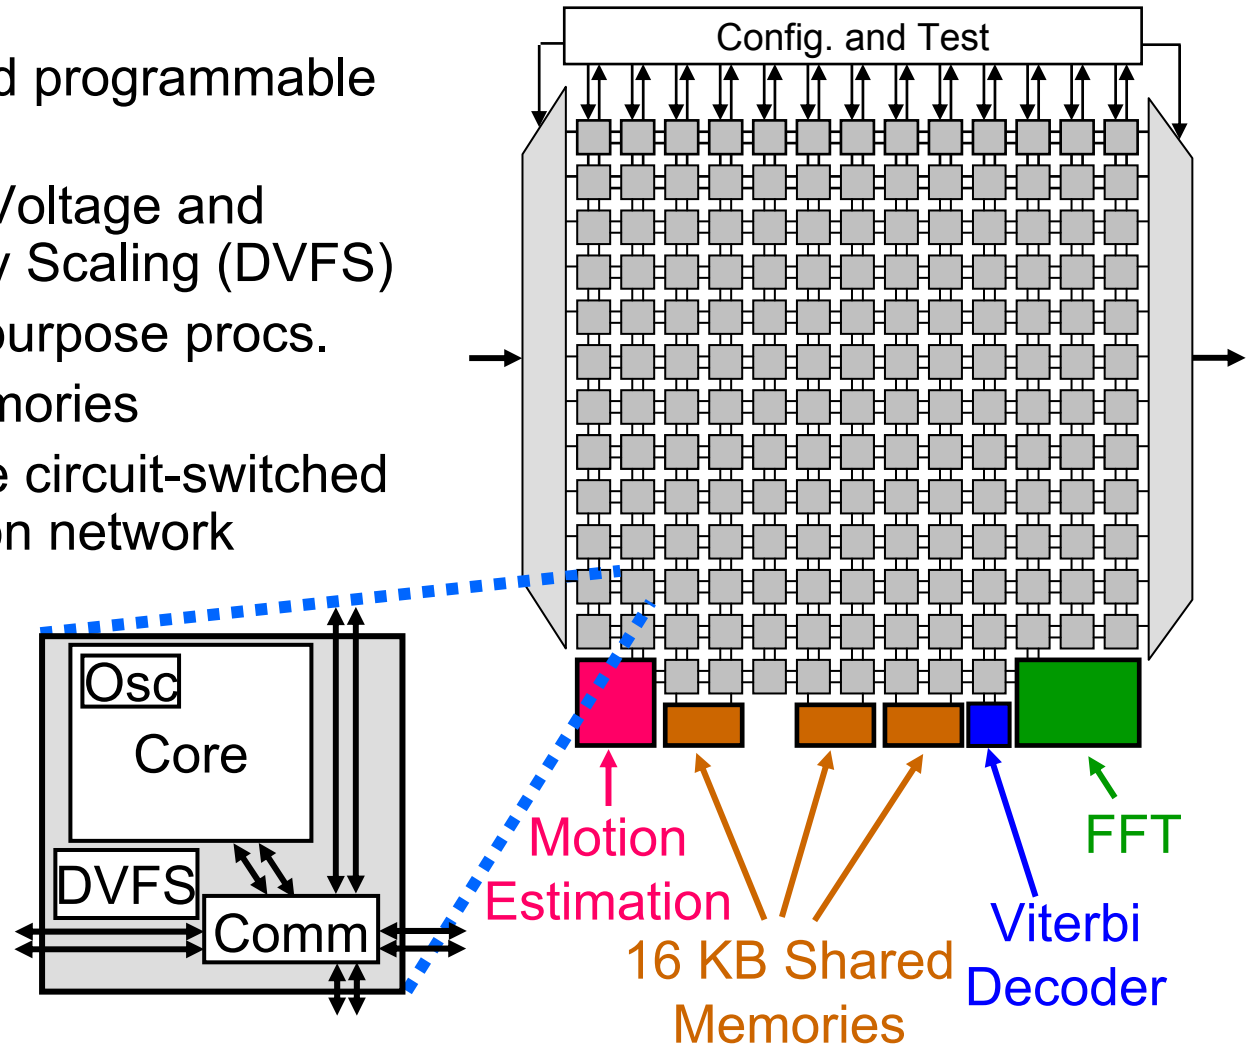 Config. and Test
d programmable
Voltage and
y Scaling (DVFS)
purpose procs.
mories
e circuit-switched
on network
Osc
Core
DVFS
Comm
Motion
Estimation
16 KB Shared
Memories
Viterbi
Decoder
FFT